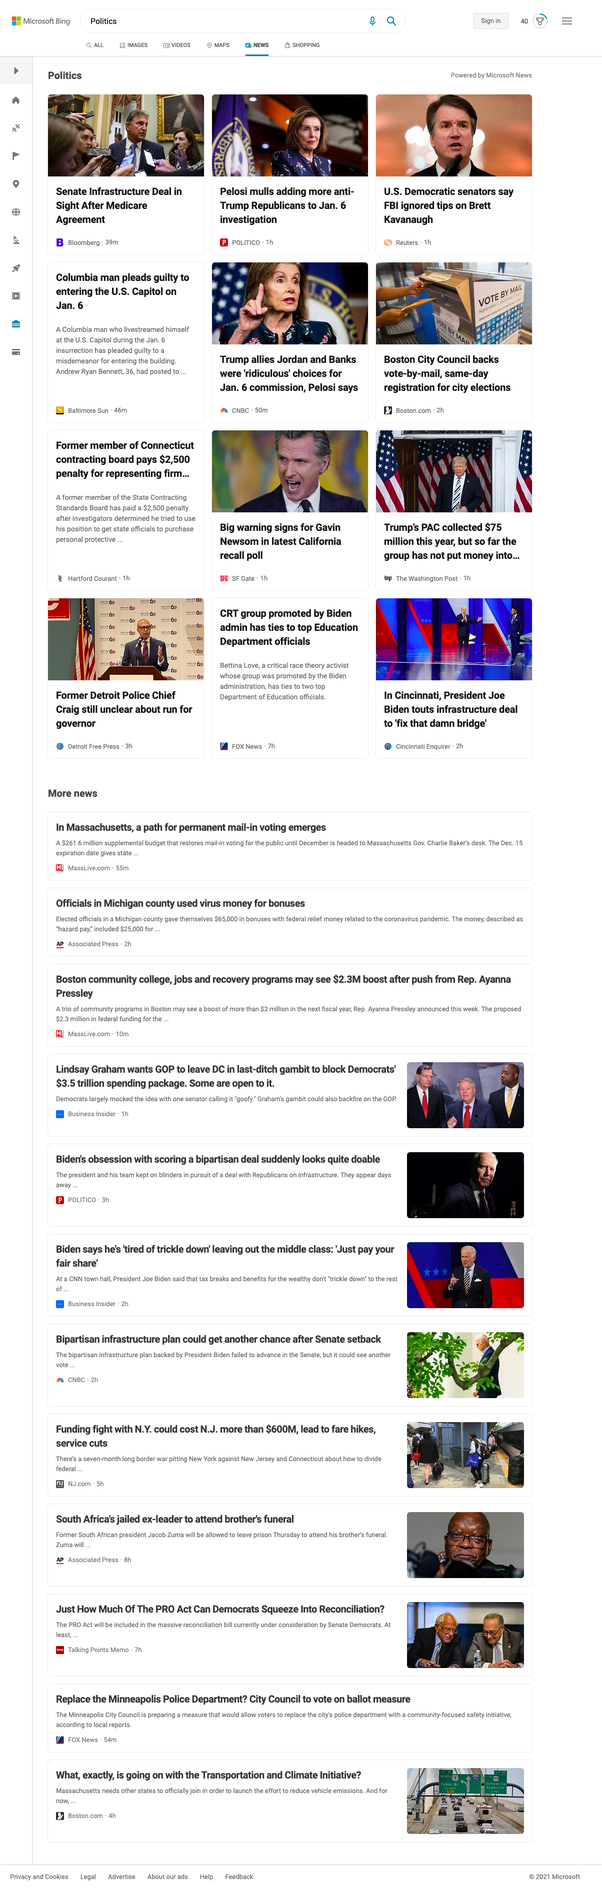 Microsoft Bing
Politics
Sign in
40
ALL
IMAGES
VIDEOS
MAPS
NEWS
SHOPPING
Politics
Powered by Microsoft News
Senate Infrastructure Deal in
Sight After Medicare
Agreement
Bloomberg · 39m
Pelosi mulls adding more anti-
Trump Republicans to Jan. 6
investigation
POLITICO · 1h
U.S. Democratic senators say
FBI ignored tips on Brett
Kavanaugh
Reuters · 1h
Columbia man pleads guilty to
entering the U.S. Capitol on
Jan. 6
A Columbia man who livestreamed himself
at the U.S. Capitol during the Jan. 6
insurrection has pleaded guilty to a
misdemeanor for entering the building.
Andrew Ryan Bennett, 36, had posted to ...
Baltimore Sun · 46m
Trump allies Jordan and Banks
were 'ridiculous' choices for
Jan. 6 commission, Pelosi says
CNBC · 50m
VOTE BY MAIL
Boston City Council backs
vote-by-mail, same-day
registration for city elections
Boston.com · 2h
Former member of Connecticut
contracting board pays $2,500
penalty for representing firm...
A former member of the State Contracting
Standards Board has paid a $2,500 penalty
after investigators determined he tried to use
his position to get state officials to purchase
personal protective ...
Hartford Courant · 1h
Big warning signs for Gavin
Newsom in latest California
recall poll
SF Gate · 1h
Trump's PAC collected $75
million this year, but so far the
group has not put money into...
The Washington Post · 1h
Former Detroit Police Chief
Craig still unclear about run for
governor
Detroit Free Press · 3h
CRT group promoted by Biden
admin has ties to top Education
Department officials
Bettina Love, a critical race theory activist
whose group was promoted by the Biden
administration, has ties to two top
Department of Education officials.
FOX News · 7h
In Cincinnati, President Joe
Biden touts infrastructure deal
to 'fix that damn bridge'
Cincinnati Enquirer · 2h
More news
In Massachusetts, a path for permanent mail-in voting emerges
A $261.6 million supplemental budget that restores mail-in voting for the public until December is headed to Massachusetts Gov. Charlie Baker's desk. The Dec. 15
expiration date gives state ...
MassLive.com · 55m
Officials in Michigan county used virus money for bonuses
Elected officials in a Michigan county gave themselves $65,000 in bonuses with federal relief money related to the coronavirus pandemic. The money, described as
"hazard pay," included $25,000 for ...
AP Associated Press · 2h
Boston community college, jobs and recovery programs may see $2.3M boost after push from Rep. Ayanna
Pressley
A trio of community programs in Boston may see a boost of more than $2 million in the next fiscal year, Rep. Ayanna Pressley announced this week. The proposed
$2.3 million in federal funding for the ...
MassLive.com · 10m
Lindsay Graham wants GOP to leave DC in last-ditch gambit to block Democrats'
$3.5 trillion spending package. Some are open to it.
Democrats largely mocked the idea with one senator calling it "goofy." Graham's gambit could also backfire on the GOP.
Business Insider · 1h
Biden's obsession with scoring a bipartisan deal suddenly looks quite doable
The president and his team kept on blinders in pursuit of a deal with Republicans on infrastructure. They appear days
away ...
POLITICO · 3h
Biden says he's 'tired of trickle down' leaving out the middle class: 'Just pay your
fair share'
At a CNN town hall, President Joe Biden said that tax breaks and benefits for the wealthy don't "trickle down" to the rest
of ...
Business Insider · 2h
Bipartisan infrastructure plan could get another chance after Senate setback
The bipartisan infrastructure plan backed by President Biden failed to advance in the Senate, but it could see another
vote ...
CNBC · 2h
Funding fight with N.Y. could cost N.J. more than $600M, lead to fare hikes,
service cuts
There's a seven-month long border war pitting New York against New Jersey and Connecticut about how to divide
federal ...
NJ.com · 5h
South Africa's jailed ex-leader to attend brother's funeral
Former South African president Jacob Zuma will be allowed to leave prison Thursday to attend his brother's funeral.
Zuma will ...
AP Associated Press · 8h
Just How Much Of The PRO Act Can Democrats Squeeze Into Reconciliation?
The PRO Act will be included in the massive reconciliation bill currently under consideration by Senate Democrats. At
least, ...
Talking Points Memo · 7h
Replace the Minneapolis Police Department? City Council to vote on ballot measure
The Minneapolis City Council is preparing a measure that would allow voters to replace the city's police department with a community-focused safety initiative,
according to local reports.
FOX News · 54m
What, exactly, is going on with the Transportation and Climate Initiative?
Massachusetts needs other states to officially join in order to launch the effort to reduce vehicle emissions. And for
now, ...
Boston.com · 4h
Privacy and Cookies
Legal
Advertise
About our ads
Help
Feedback
© 2021 Microsoft